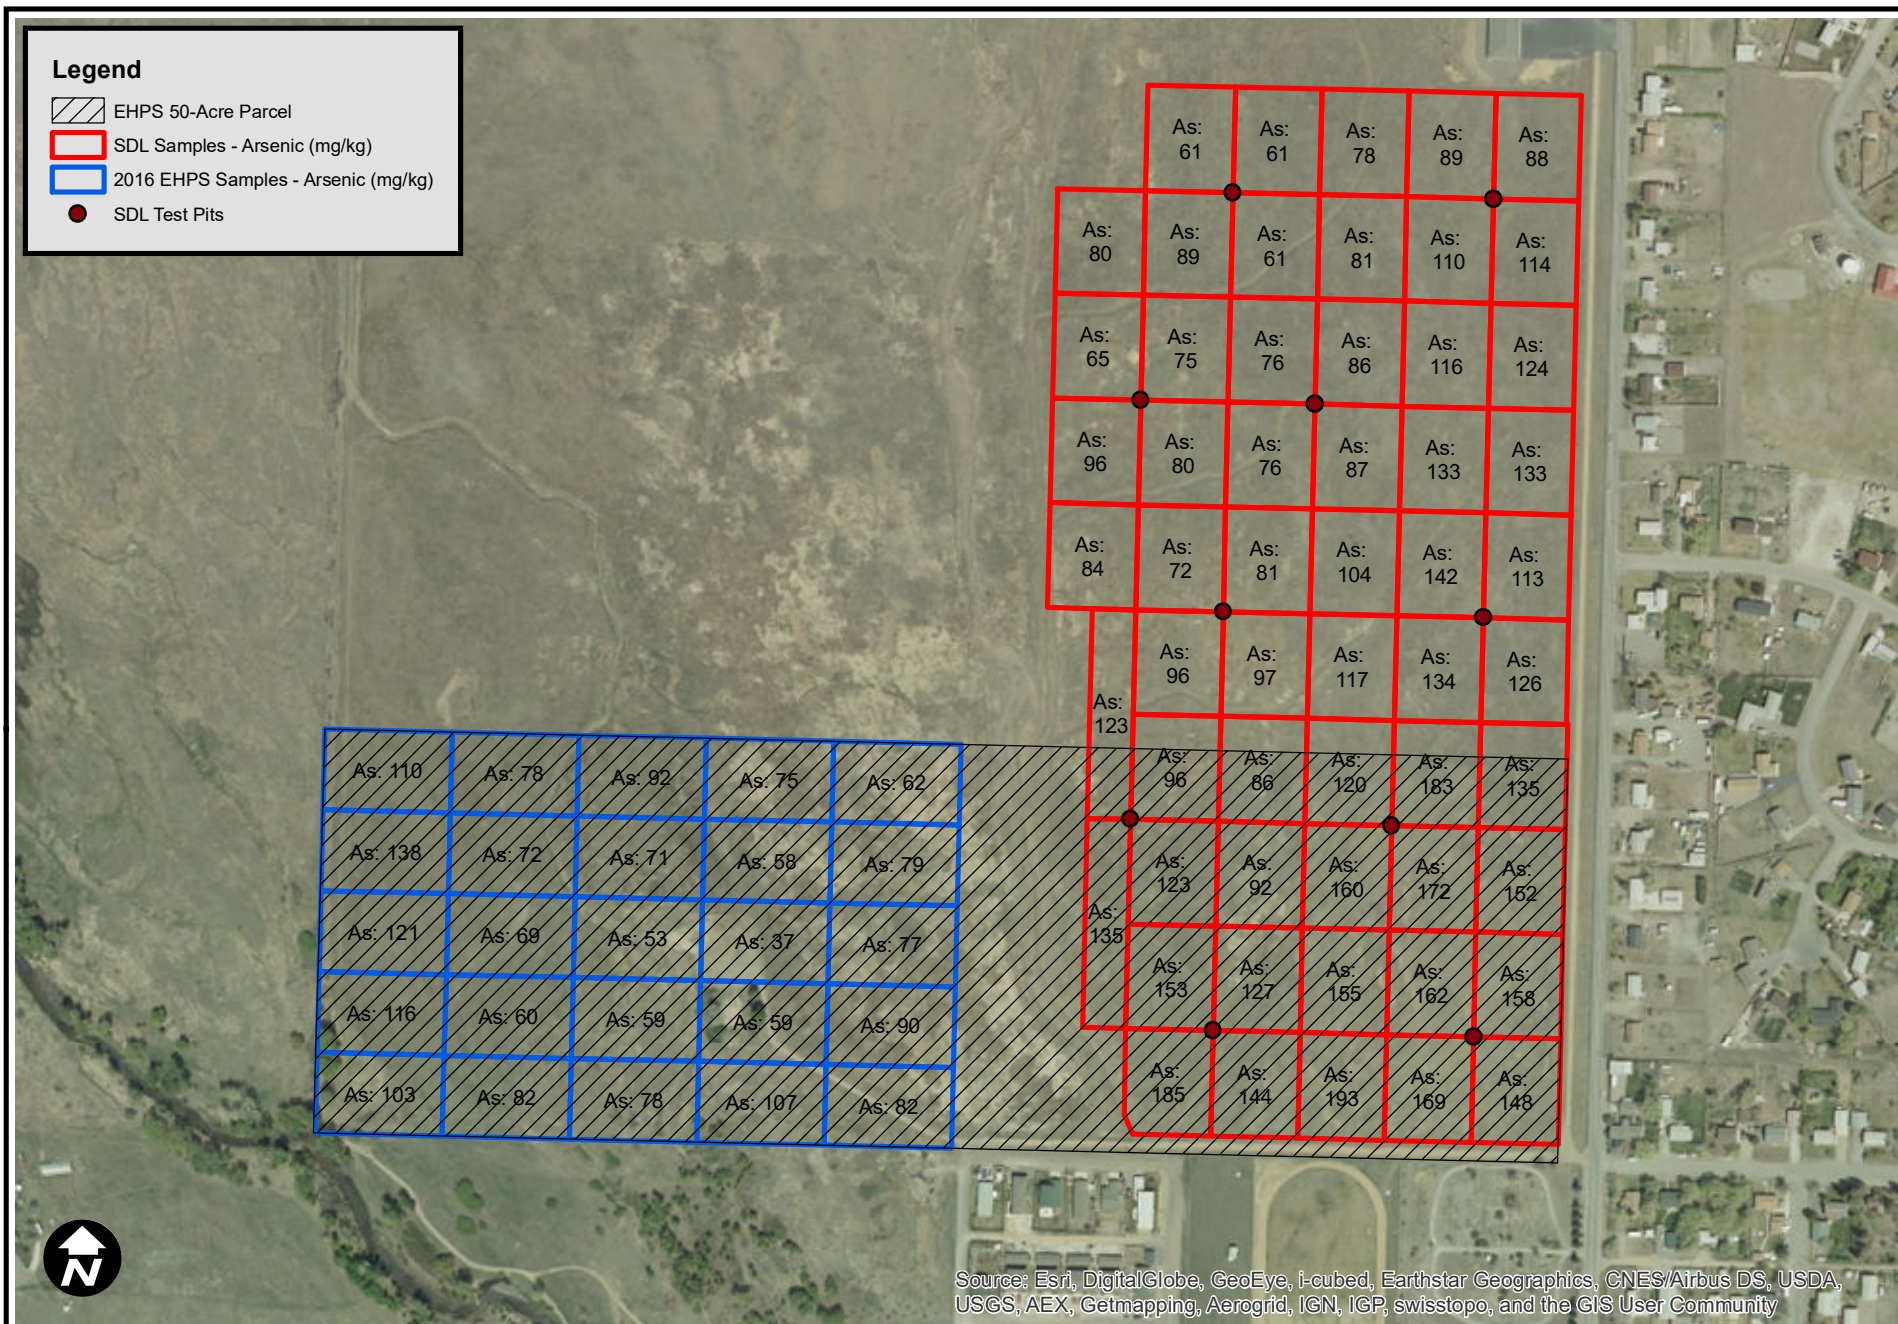 Legend
EHPS 50-Acre Parcel
SDL Samples - Arsenic (mg/kg)
2016 EHPS Samples - Arsenic (mg/kg)
SDL Test Pits
As:
61
As:
61
As:
78
As:
89
As:
88
As:
80
As:
89
As:
61
As:
81
As:
110
As:
114
As:
65
As:
75
As:
76
As:
86
As:
116
As:
124
As:
96
As:
80
As:
76
As:
87
As:
133
As:
133
As:
84
As:
72
As:
81
As:
104
As:
142
As:
113
As:
96
As:
97
As:
117
As:
134
As:
126
As:
123
As:
96
As:
86
As:
120
As:
183
As:
135
As:
123
As:
92
As:
160
As:
172
As:
152
As:
135
As:
153
As:
127
As:
155
As:
162
As:
158
As:
185
As:
144
As:
193
As:
169
As:
148
As: 110
As: 78
As: 92
As: 75
As: 62
As: 138
As: 72
As: 71
As: 58
As: 79
As: 121
As: 69
As: 53
As: 37
As: 77
As: 116
As: 60
As: 59
As: 59
As: 90
As: 103
As: 82
As: 78
As: 107
As: 82
N
Source: Esri, DigitalGlobe, GeoEye, i-cubed, Earthstar Geographics, CNES/Airbus DS, USDA,
USGS, AEX, Getmapping, Aerogrid, IGN, IGP, swisstopo, and the GIS User Community